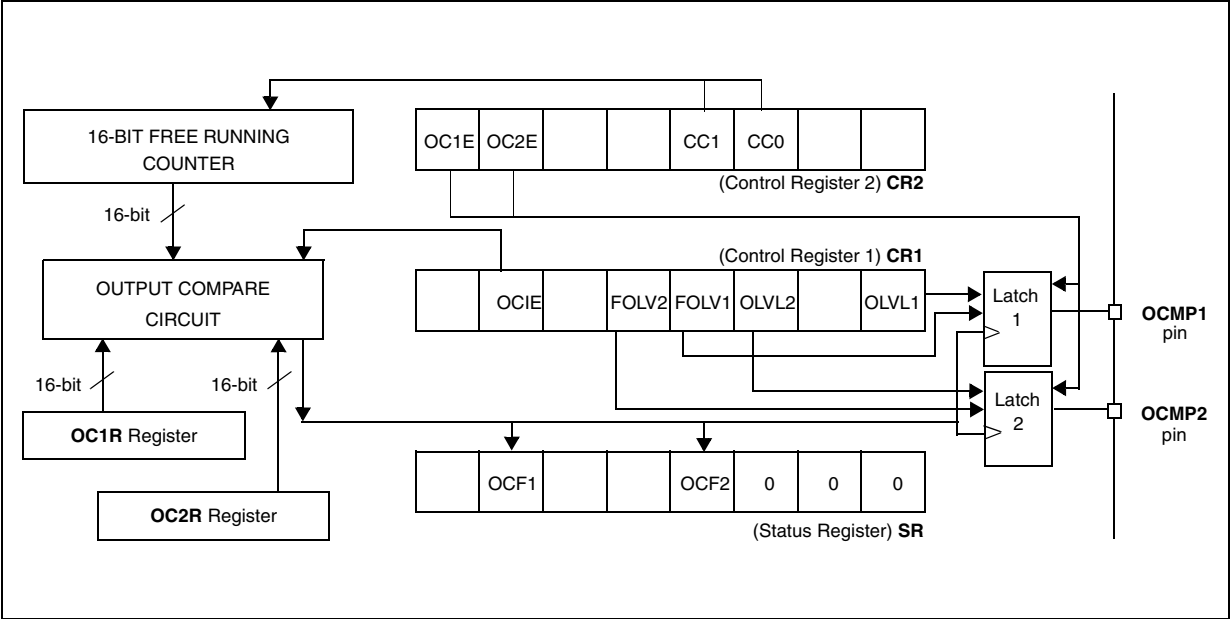 16-BIT FREE RUNNING
COUNTER
OC1E OC2E CC1 CC0
(Control Register 2) CR2
16-bit
(Control Register 1) CR1
OUTPUT COMPARE
CIRCUIT
OCIE FOLV2 FOLV1 OLVL2 OLVL1
Latch
1
OCMP1
pin
16-bit 16-bit
Latch
2
OCMP2
pin
OC1R Register
OCF1 OCF2 0 0 0
OC2R Register
(Status Register) SR